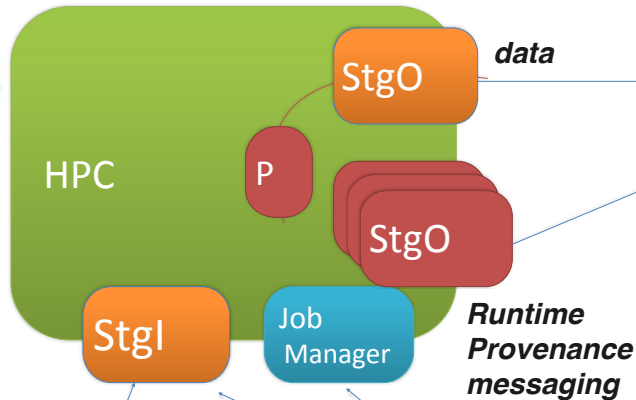 StgO
data
P
HPC
StgO
StgI
Job
Manager
Runtime
Provenance
messaging